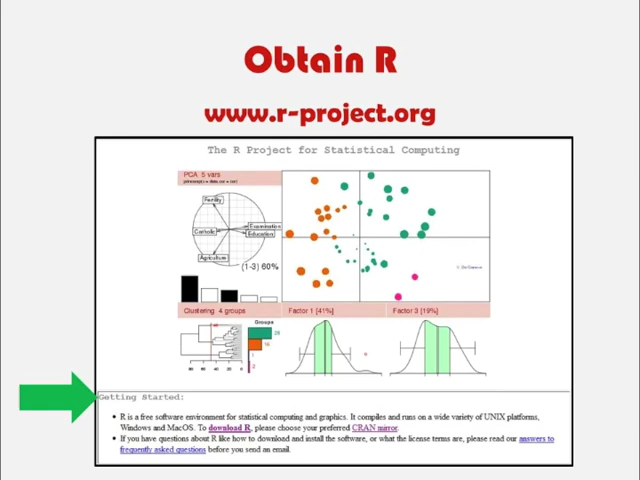 Obtain R
www.r-project.org
The R Project for Statistical Computing
PCA 5 vars
Fertility
Catholic
Examination
Education
Agriculture
(1-3) 60%
Clustering 4 groups
Factor 1 [41%]
Factor 3 [19%]
Groups
28
16
1
2
Getting Started:
R is a free software environment for statistical computing and graphics. It compiles and runs on a wide variety of UNIX platforms,
Windows and MacOS. To download R, please choose your preferred CRAN mirror.
If you have questions about R like how to download and install the software, or what the license terms are, please read our answers to
frequently asked questions before you send an email.